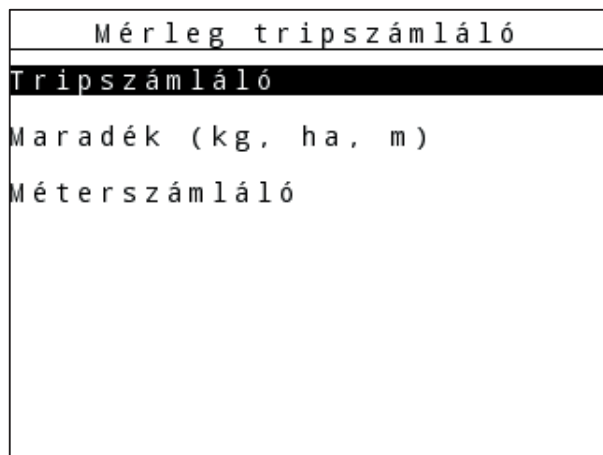 Mérleg tripszámláló
Tripszámláló
Maradék (kg, ha, m)
Méterszámláló